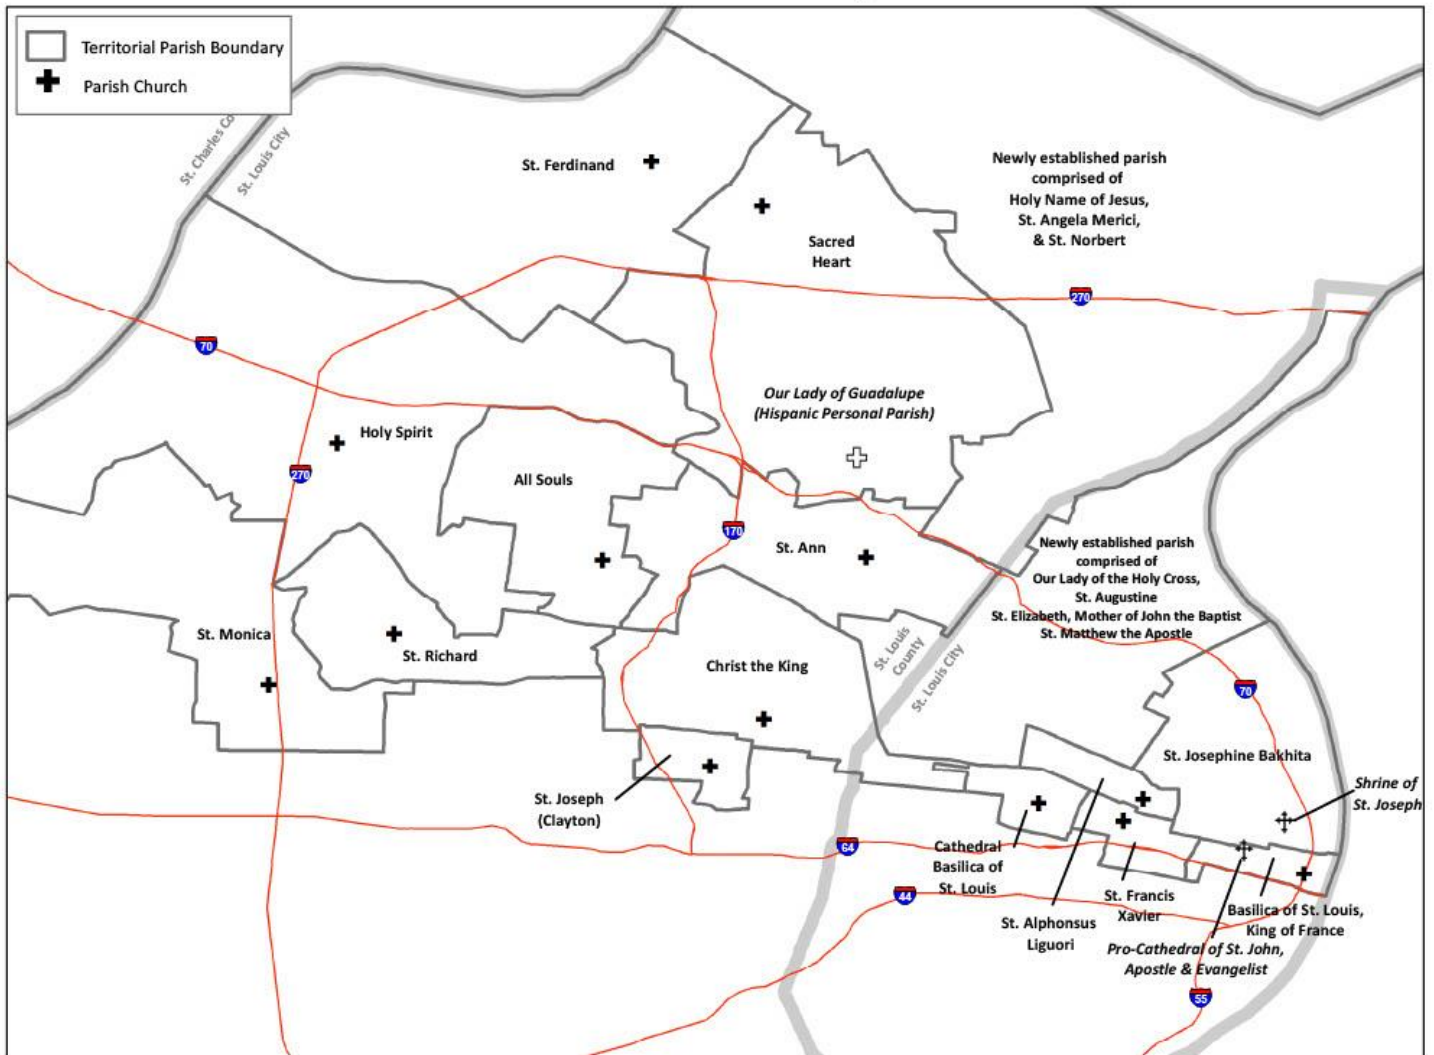 Territorial Parish Boundary
Parish Church
St. Charles Co
St. Louis City
St. Ferdinand
Newly established parish
comprised of
Holy Name of Jesus,
St. Angela Merici,
& St. Norbert
Sacred
Heart
270
70
Our Lady of Guadalupe
(Hispanic Personal Parish)
Holy Spirit
270
All Souls
170
St. Ann
Newly established parish
comprised of
Our Lady of the Holy Cross,
St. Augustine
St. Elizabeth, Mother of John the Baptist
St. Matthew the Apostle
St. Monica
St. Richard
Christ the King
St. Louis
County
St. Louis City
70
St. Josephine Bakhita
Shrine of
St. Joseph
St. Joseph
(Clayton)
64
Cathedral
Basilica of
St. Louis
44
St. Alphonsus
Liguori
St. Francis
Xavier
Basilica of St. Louis,
King of France
Pro-Cathedral of St. John,
Apostle & Evangelist
55